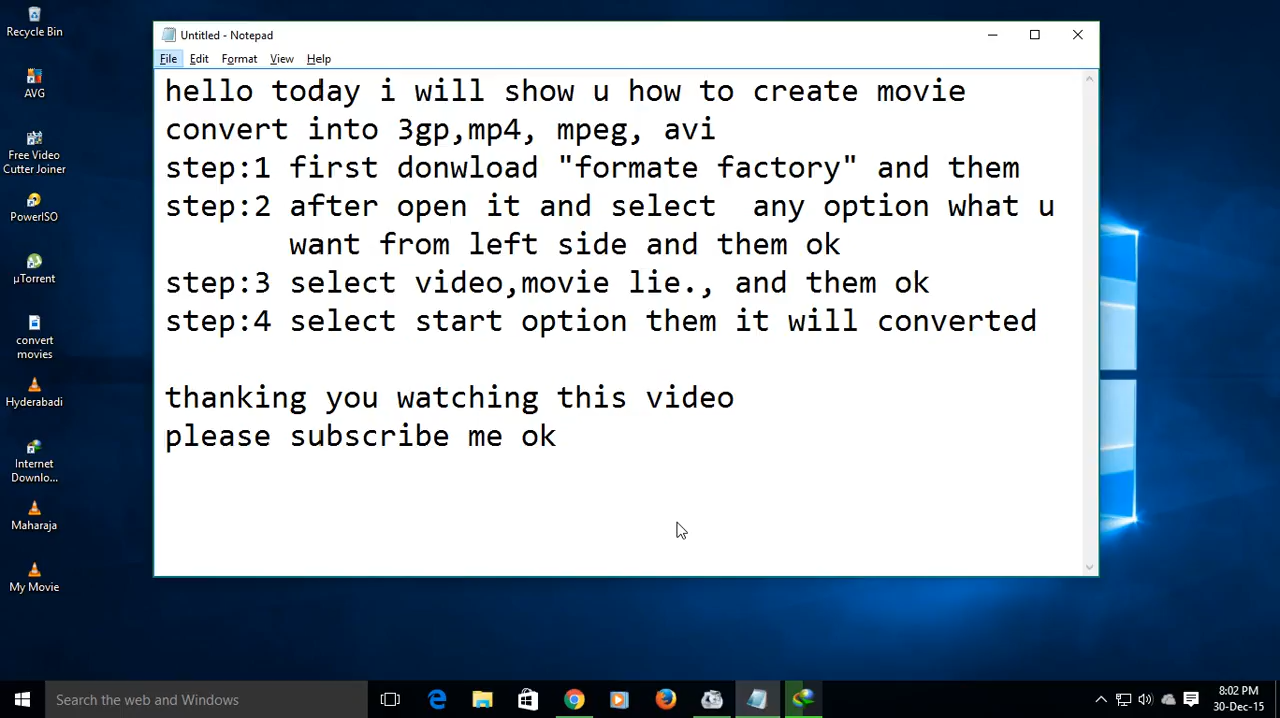 Recycle Bin
AVG
Free Video
Cutter Joiner
PowerISO
µTorrent
convert
movies
Hyderabadi
Internet
Downlo...
Maharaja
My Movie
Untitled - Notepad
File Edit Format View Help
hello today i will show u how to create movie
convert into 3gp,mp4, mpeg, avi
step:1 first donwload "formate factory" and them
step:2 after open it and select  any option what u
want from left side and them ok
step:3 select video,movie lie., and them ok
step:4 select start option them it will converted
thanking you watching this video
please subscribe me ok
Search the web and Windows
8:02 PM
30-Dec-15